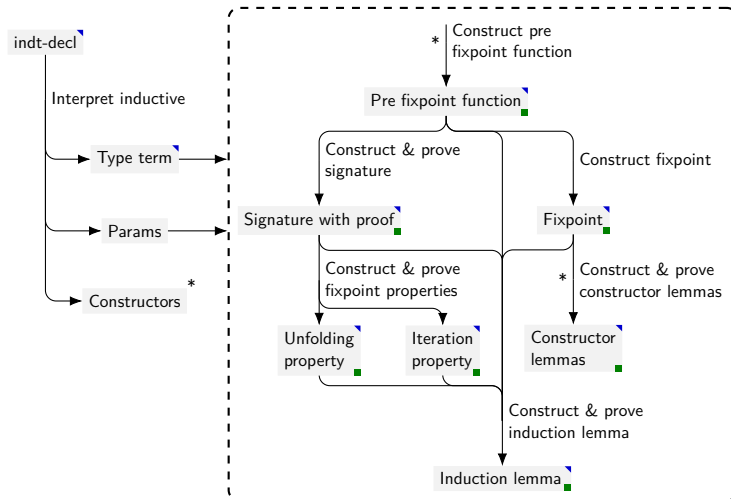 indt-decl
Interpret inductive
Type term
Params
Constructors
*
*
Construct pre
fixpoint function
Pre fixpoint function
Construct & prove
signature
Construct fixpoint
Signature with proof
Fixpoint
Construct & prove
fixpoint properties
*
Construct & prove
constructor lemmas
Unfolding
property
Iteration
property
Constructor
lemmas
Construct & prove
induction lemma
Induction lemma